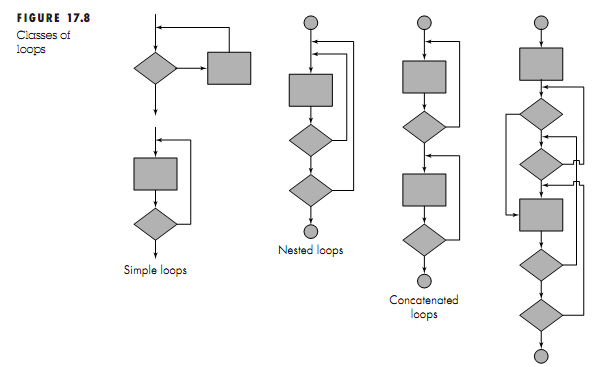 FIGURE 17.8
Classes of
loops
Simple loops
Nested loops
Concatenated
loops